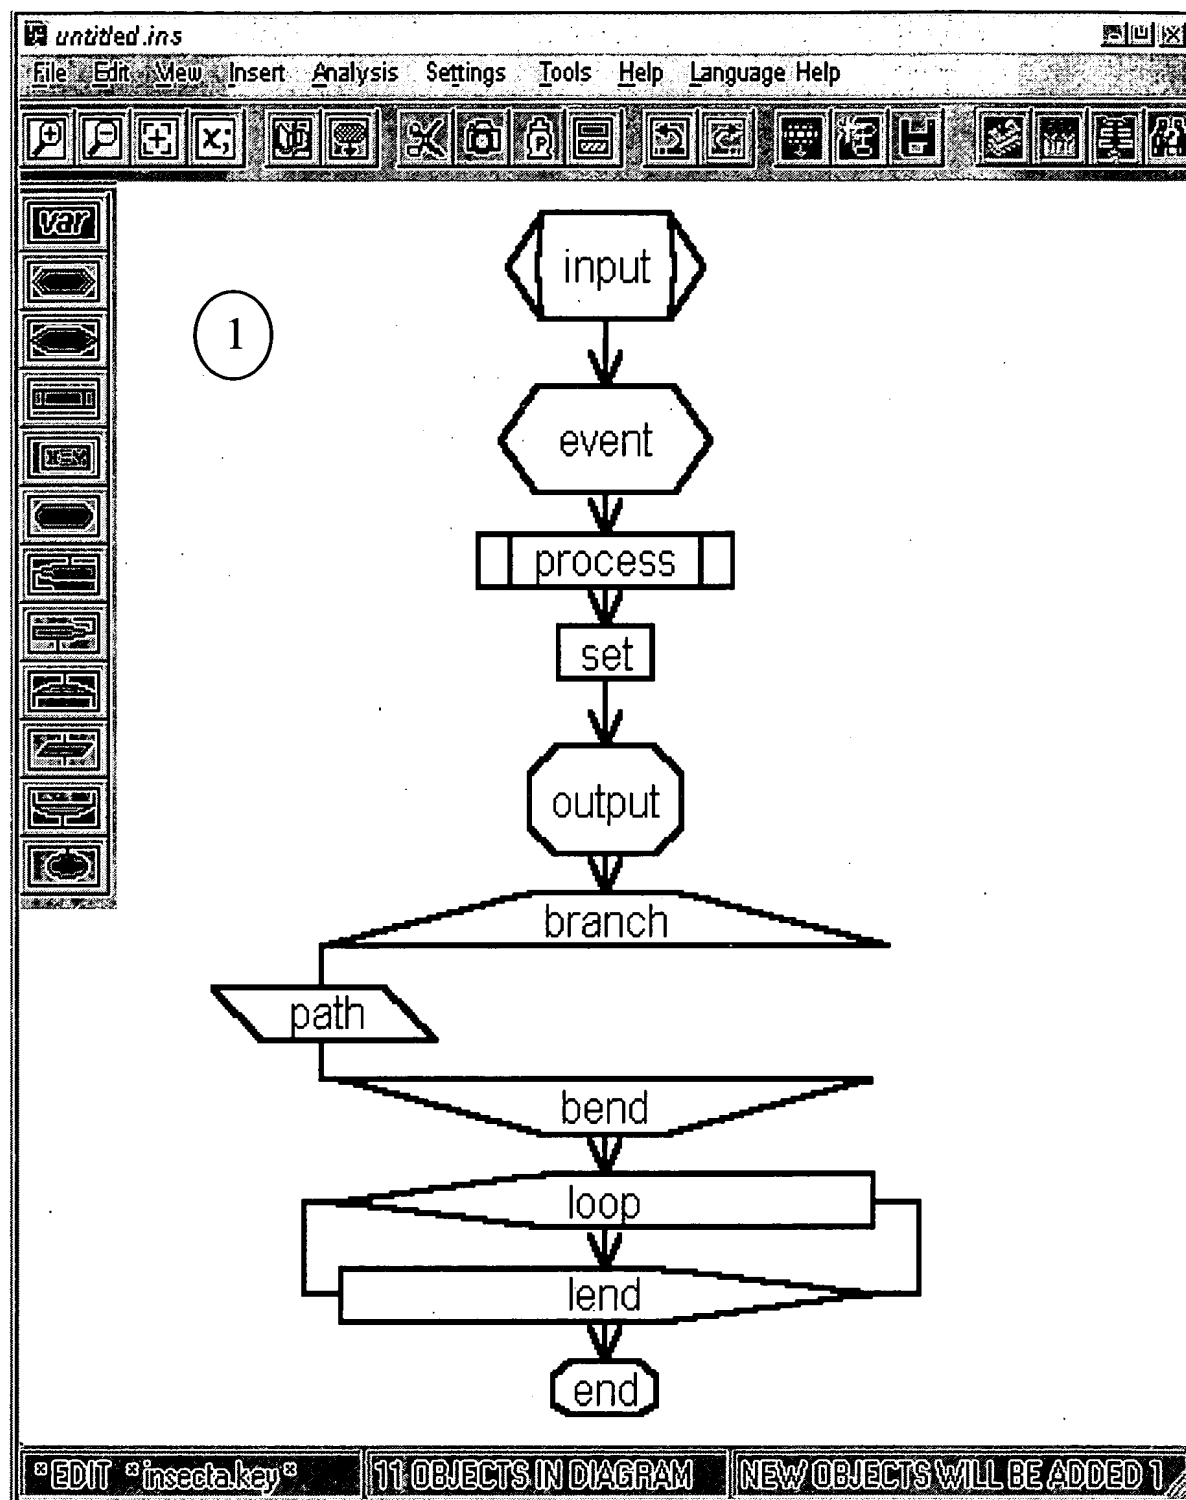 untitled.ins
File Edit View Insert Analysis Settings Tools Help Language Help
x;
var
input
1
event
process
set
output
branch
path
bend
loop
lend
end
* EDIT * insecta.key * 11 OBJECTS IN DIAGRAM NEW OBJECTS WILL BE ADDED 1